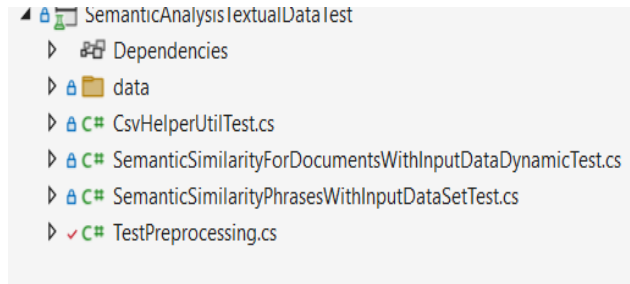 SemanticAnalysisTextualDataTest
Dependencies
data
C# CsvHelperUtilTest.cs
C# SemanticSimilarityForDocumentsWithInputDataDynamicTest.cs
C# SemanticSimilarityPhrasesWithInputDataSetTest.cs
C# TestPreprocessing.cs